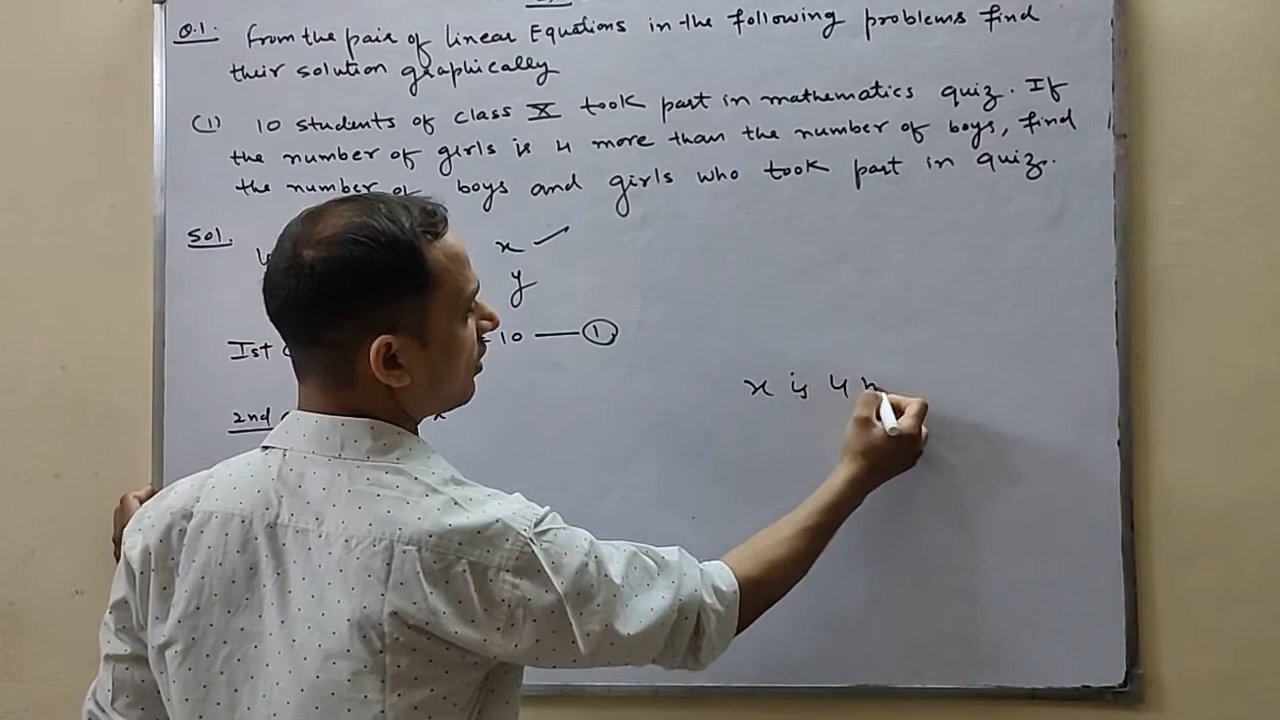 Q.1. From the pair of linear Equations in the following problems find
their solution graphically
(1) 10 students of class X took part in mathematics quiz. If
the number of girls is 4 more than the number of boys, find
the number of boys and girls who took part in quiz.
Sol.
x
y
Ist 10 — 1
2nd x
x is 4